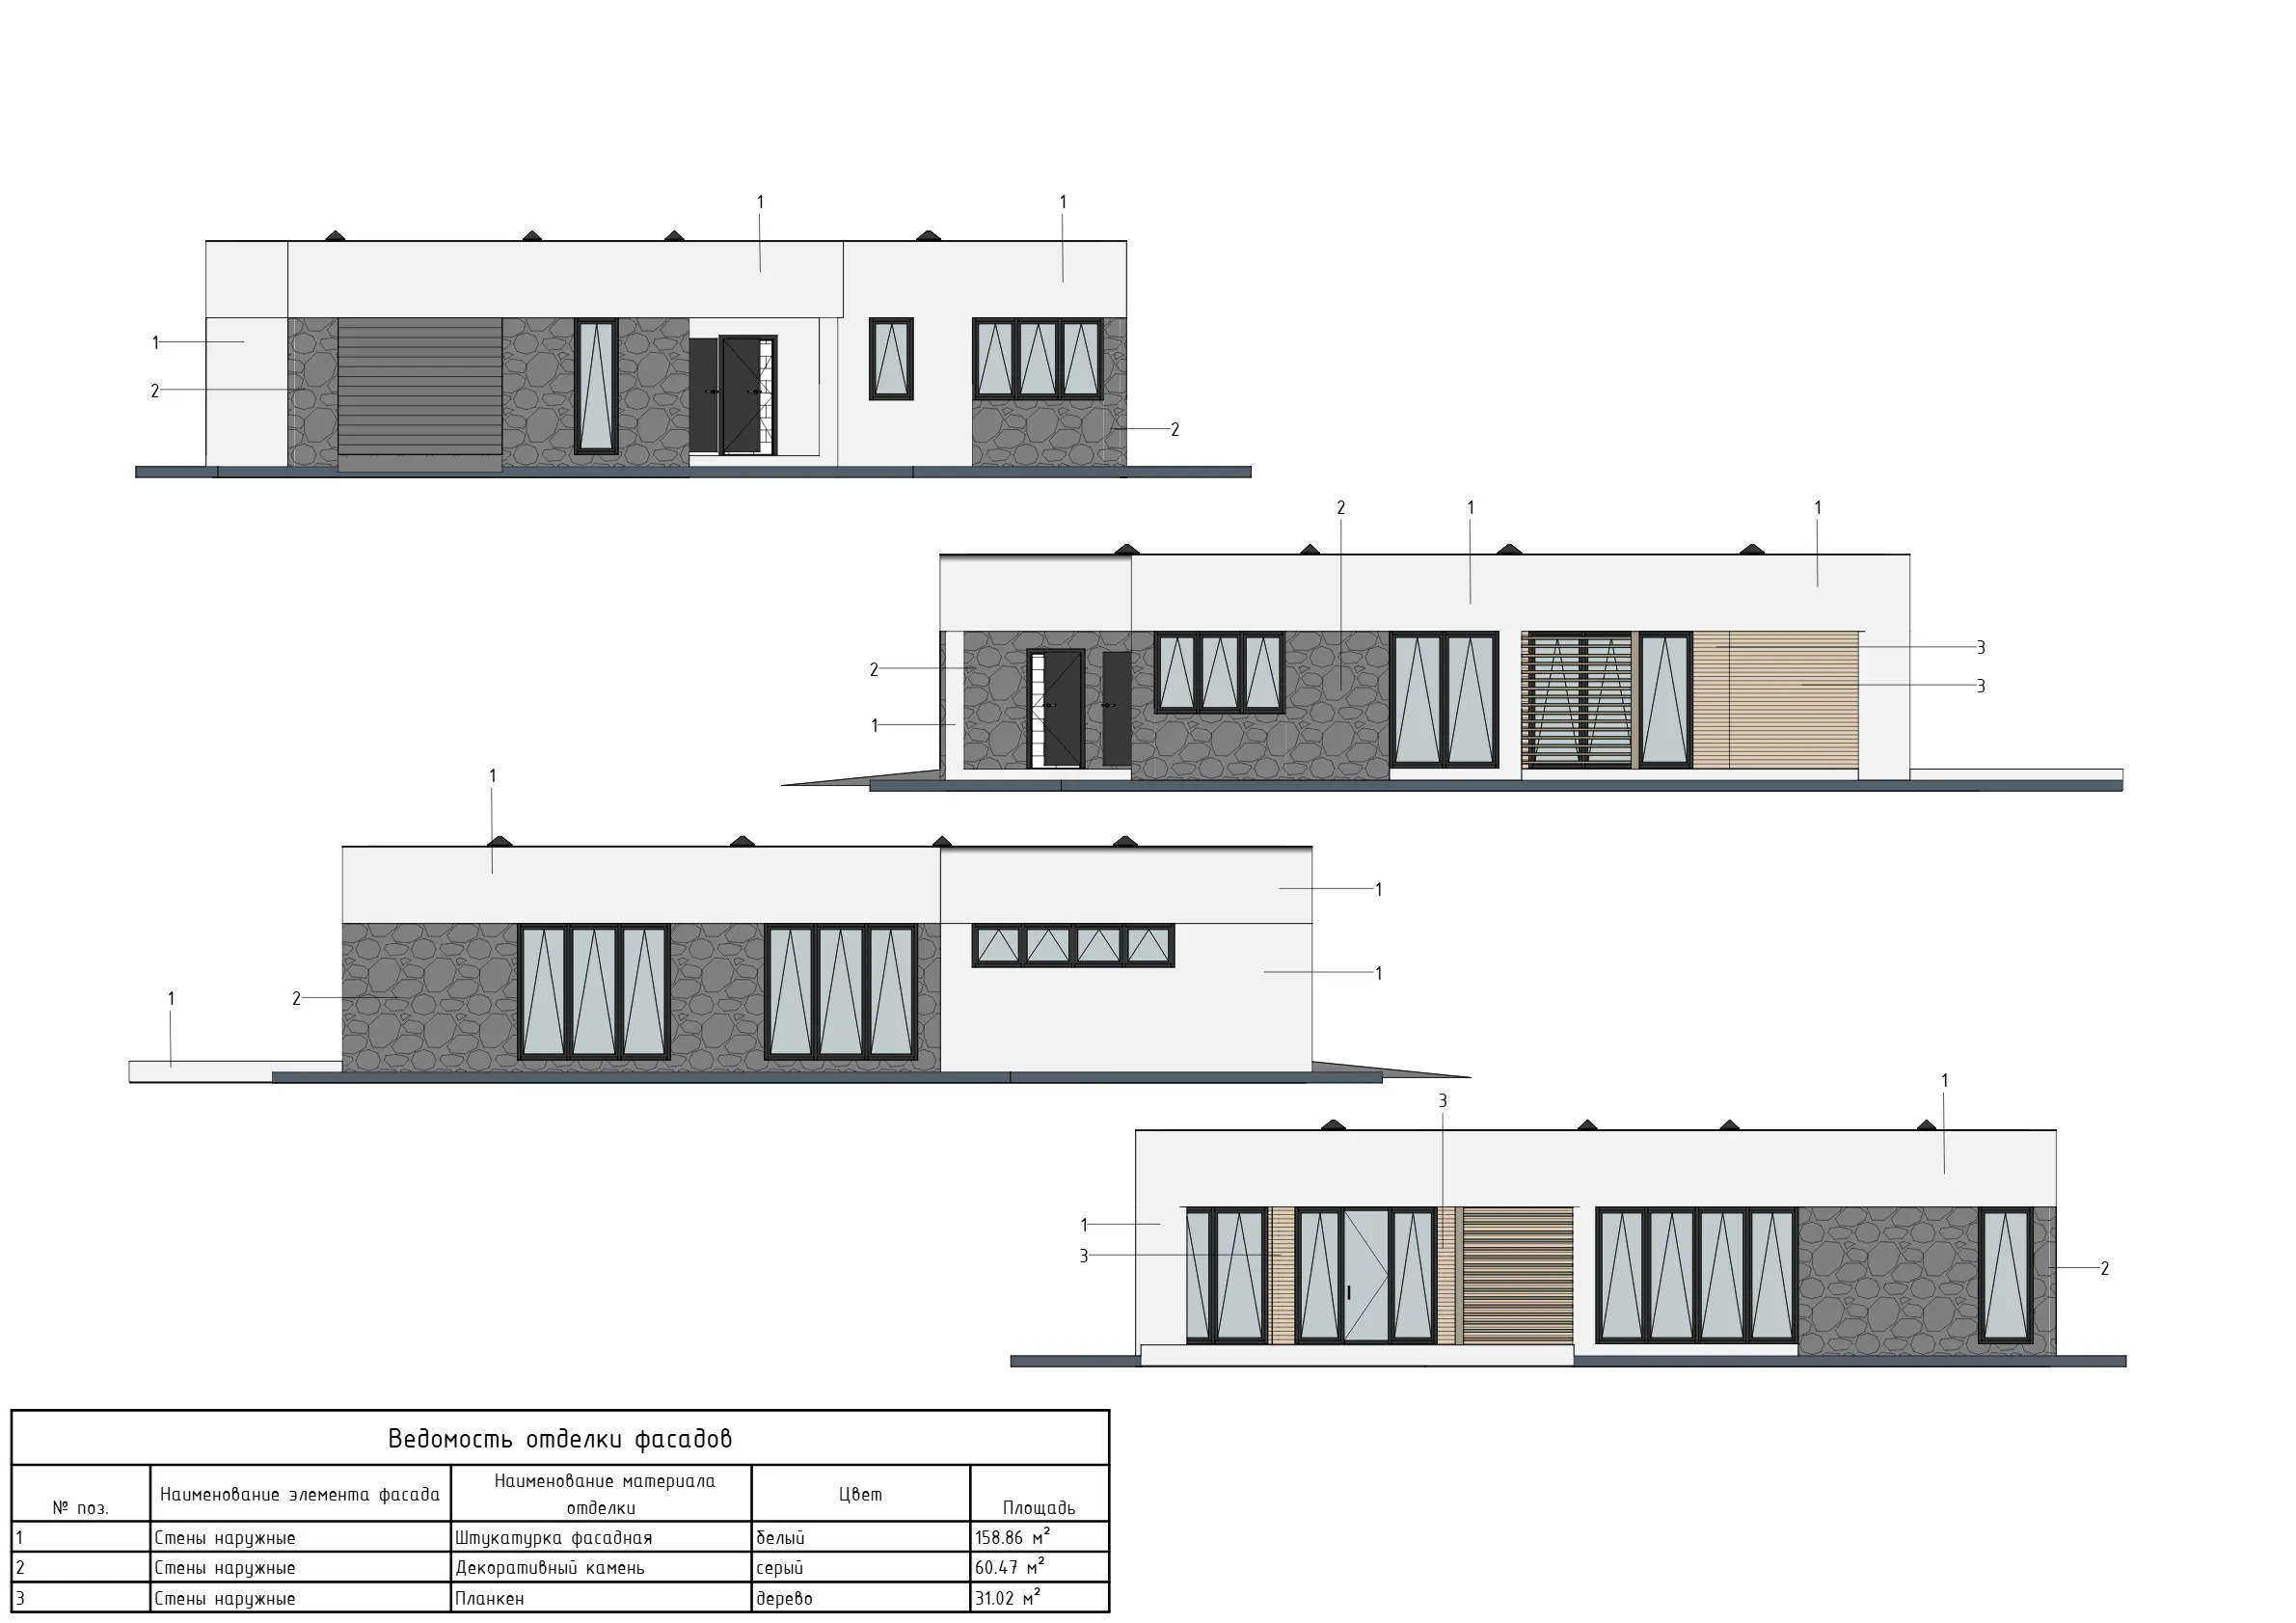 1
1
1
2
2
2
1
1
2
1
3
3
1
1
1
1
2
1
3
1
3
2
Ведомость отделки фасадов
№ поз.
Наименование элемента фасада
Наименование материала
отделки
Цвет
Площадь
1 Стены наружные Штукатурка фасадная белый 158.86 м²
2 Стены наружные Декоративный камень серый 60.47 м²
3 Стены наружные Планкен дерево 31.02 м²